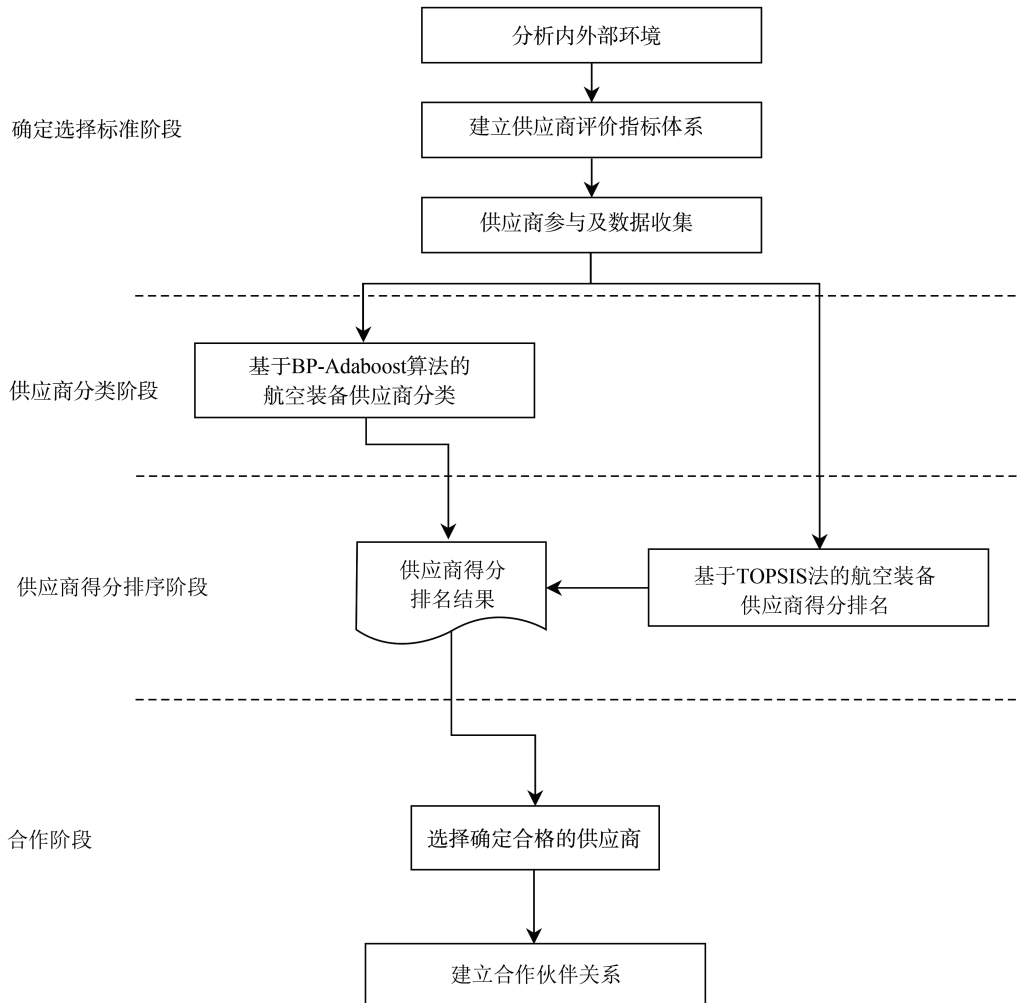 分析内外部环境
确定选择标准阶段
建立供应商评价指标体系
供应商参与及数据收集
供应商分类阶段
基于BP-Adaboost算法的
航空装备供应商分类
供应商得分排序阶段
供应商得分
排名结果
基于TOPSIS法的航空装备
供应商得分排名
合作阶段
选择确定合格的供应商
建立合作伙伴关系